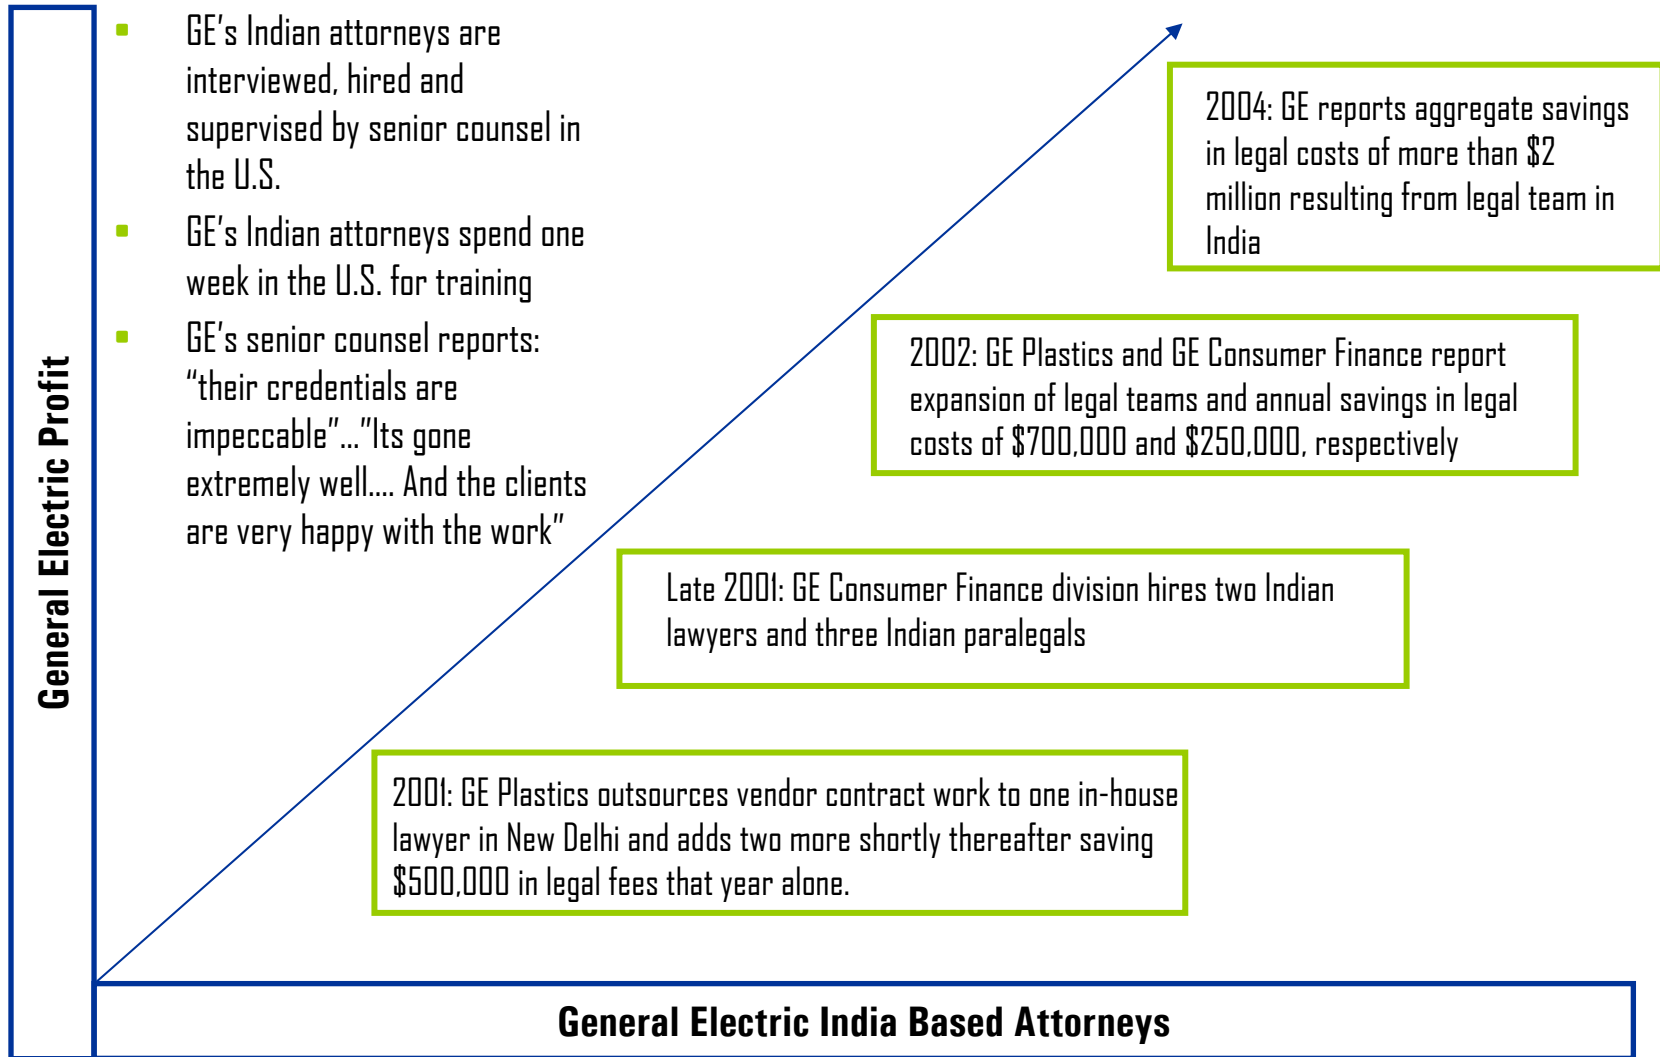 General Electric Profit
GE's Indian attorneys are
interviewed, hired and
supervised by senior counsel in
the U.S.
GE's Indian attorneys spend one
week in the U.S. for training
GE's senior counsel reports:
“their credentials are
impeccable”...”Its gone
extremely well.... And the clients
are very happy with the work”
2004: GE reports aggregate savings
in legal costs of more than $2
million resulting from legal team in
India
2002: GE Plastics and GE Consumer Finance report
expansion of legal teams and annual savings in legal
costs of $700,000 and $250,000, respectively
Late 2001: GE Consumer Finance division hires two Indian
lawyers and three Indian paralegals
2001: GE Plastics outsources vendor contract work to one in-house
lawyer in New Delhi and adds two more shortly thereafter saving
$500,000 in legal fees that year alone.
General Electric India Based Attorneys